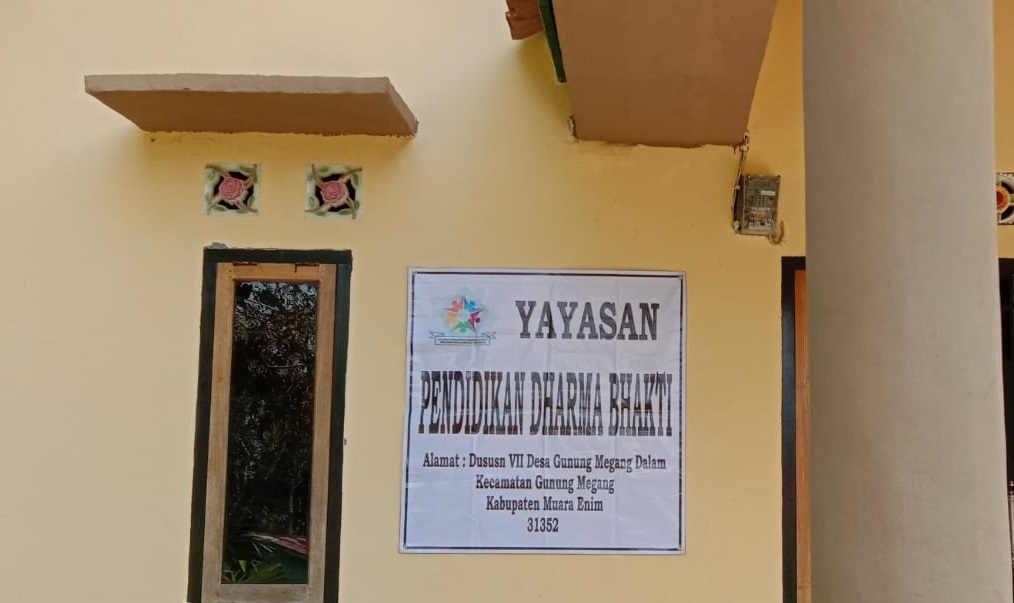 YAYASAN
PENDIDIKAN DHARMA BHAKTI
Alamat : Dususn VII Desa Gunung Megang Dalam
Kecamatan Gunung Megang
Kabupaten Muara Enim
31352